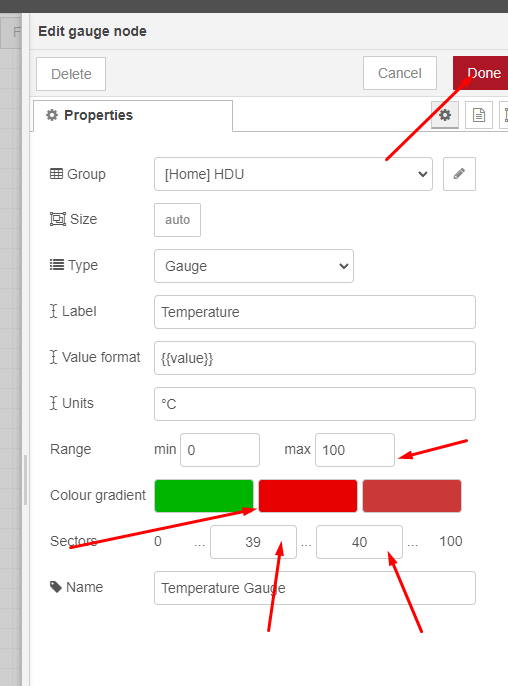 Edit gauge node
Delete
Cancel
Done
Properties
Group
[Home] HDU
Size
auto
Type
Gauge
Label
Temperature
Value format
{{value}}
Units
°C
Range
min 0 max 100
Colour gradient
Sectors
0 ... 39 ... 40 ... 100
Name
Temperature Gauge